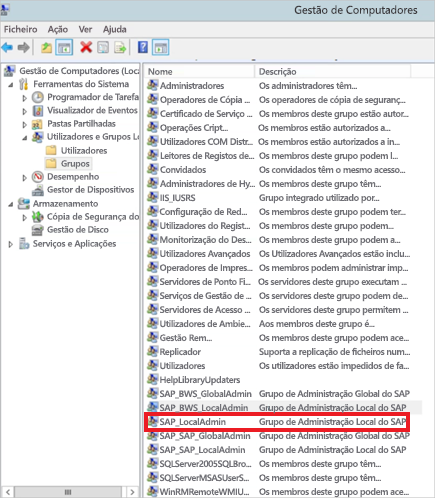 Gestão de Computadores
Ficheiro Ação Ver Ajuda
Gestão de Computadores (Loca
Ferramentas do Sistema
Programador de Tarefa
Visualizador de Eventos
Pastas Partilhadas
Utilizadores e Grupos L
Utilizadores
Grupos
Desempenho
Gestor de Dispositivos
Armazenamento
Cópia de Segurança do
Gestão de Disco
Serviços e Aplicações
Nome Descrição
Administradores Os administradores têm...
Operadores de Cópia ... Os operadores de cópia de seguranç...
Certificado de Serviço ... Os membros deste grupo estão autor...
Operações Cript... Os membros estão autorizados a...
Utilizadores COM Distr... Os membros estão autorizados a in...
Leitores de Registos de... Os membros deste grupo podem l...
Convidados Os convidados têm o mesmo acesso...
Administradores de Hy... Os membros deste grupo têm...
IIS_IUSRS Grupo integrado utilizado por...
Configuração de Red... Os membros deste grupo podem ter...
Utilizadores do Regist... Os membros deste grupo podem...
Monitorização do Des... Os membros deste grupo podem a...
Utilizadores Avançados Os Utilizadores Avançados estão inclu...
Operadores de Impres... Os membros podem administrar imp...
Servidores de Ponto Fi... Os servidores deste grupo executam ...
Serviços de Gestão de ... Os servidores deste grupo podem de...
Servidores de Acesso ... Os servidores deste grupo permitem ...
Utilizadores de Ambie... Aos membros deste grupo é...
Gestão Rem... Os membros deste grupo podem ace...
Replicador Suporta a replicação de ficheiros num...
Utilizadores Os utilizadores estão impedidos de fa...
HelpLibraryUpdaters
SAP_BWS_GlobalAdmin Grupo de Administração Global do SAP
SAP_BWS_LocalAdmin Grupo de Administração Local do SAP
SAP_LocalAdmin Grupo de Administração Local do SAP
SAP_SAP_GlobalAdmin Grupo de Administração Global do SAP
SAP_SAP_LocalAdmin Grupo de Administração Local do SAP
SQLServer2005SQLBro... Os membros deste grupo têm...
SQLServerMSASUserS... Os membros deste grupo têm...
WinRMRemoteWMIU... Os membros deste grupo podem ace...